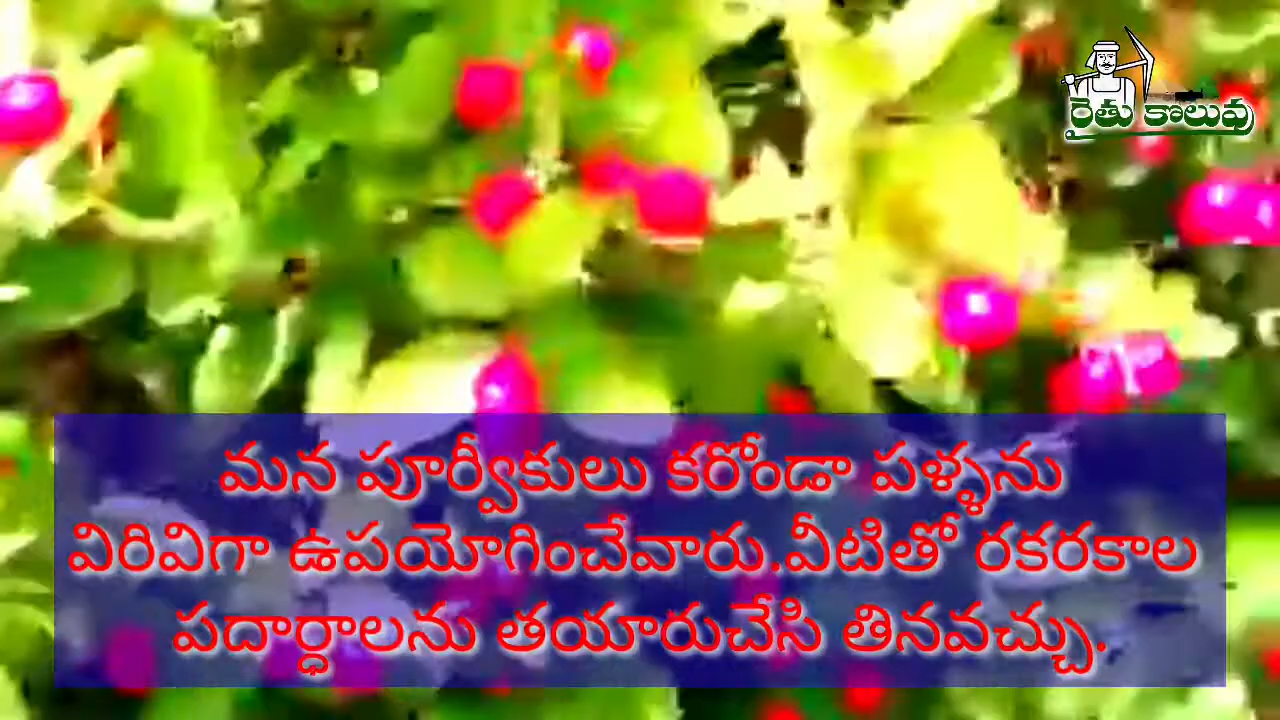 రైతు కొలువు
మన పూర్వీకులు కరోండా పళ్ళను
విరివిగా ఉపయోగించేవారు.వీటితో రకరకాల
పదార్ధాలను తయారుచేసి తినవచ్చు.